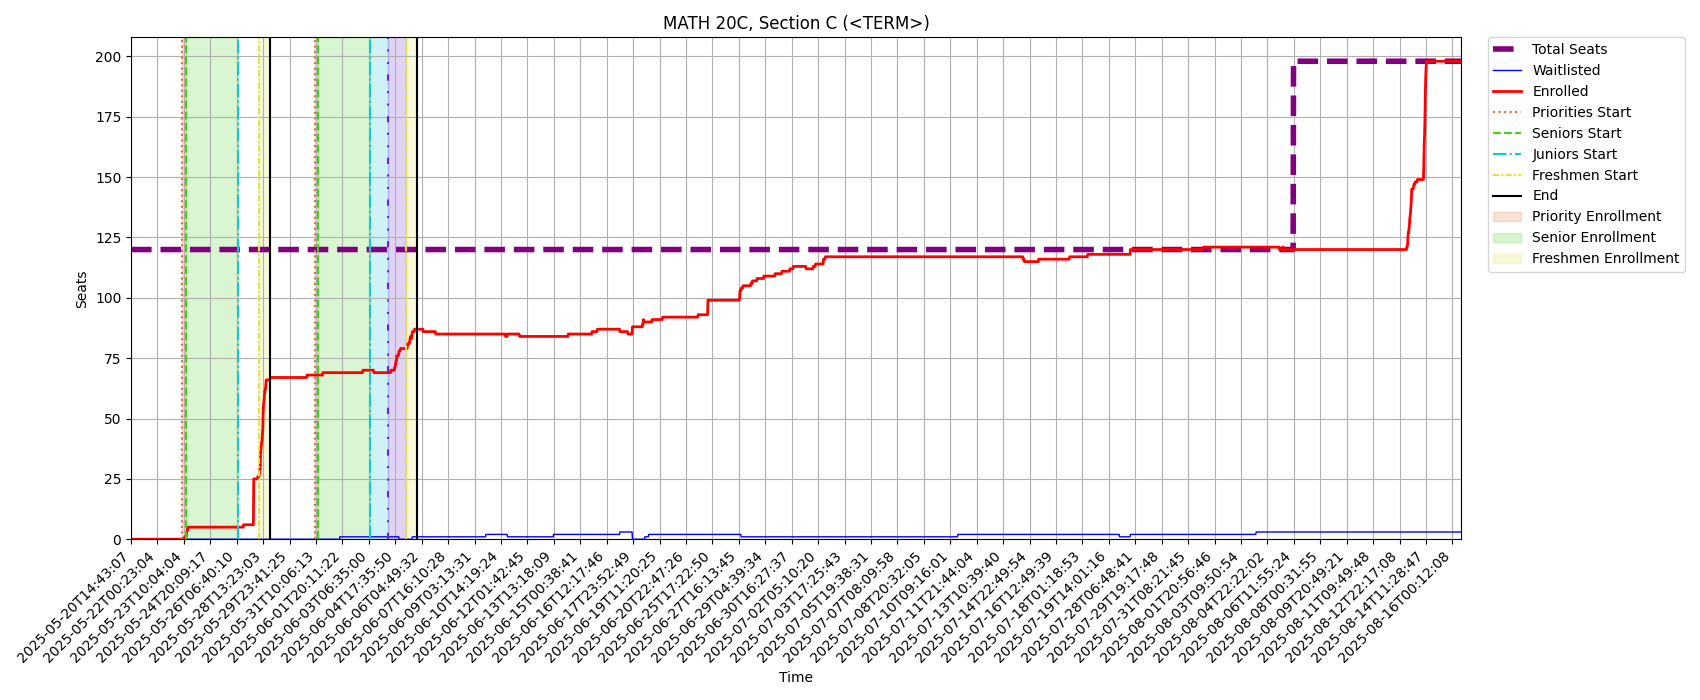 MATH 20C, Section C (<TERM>)
Seats
200
175
150
125
100
75
50
25
0
2025-05-20T14:43:07
2025-05-22T00:23:04
2025-05-23T10:04:04
2025-05-24T20:09:17
2025-05-26T06:40:10
2025-05-28T13:23:03
2025-05-29T23:41:25
2025-05-31T10:06:13
2025-06-01T20:11:22
2025-06-03T06:35:00
2025-06-04T17:35:50
2025-06-06T04:49:32
2025-06-07T16:10:28
2025-06-09T03:13:31
2025-06-10T14:19:24
2025-06-12T01:42:45
2025-06-13T13:18:09
2025-06-15T00:38:41
2025-06-16T12:17:46
2025-06-17T23:52:49
2025-06-19T11:20:25
2025-06-20T22:47:26
2025-06-25T17:22:50
2025-06-27T16:13:45
2025-06-29T04:39:34
2025-06-30T16:27:37
2025-07-02T05:10:20
2025-07-03T17:25:43
2025-07-05T19:38:31
2025-07-07T08:09:58
2025-07-08T20:32:05
2025-07-10T09:16:01
2025-07-11T11:44:04
2025-07-13T10:39:40
2025-07-14T22:49:54
2025-07-16T12:49:39
2025-07-18T01:18:53
2025-07-19T14:01:16
2025-07-28T06:48:41
2025-07-29T19:17:48
2025-07-31T08:21:45
2025-08-01T20:56:46
2025-08-03T09:50:54
2025-08-04T22:22:02
2025-08-06T11:55:24
2025-08-08T00:31:55
2025-08-09T20:49:21
2025-08-11T09:49:48
2025-08-12T22:17:08
2025-08-14T11:28:47
2025-08-16T00:12:08
Time
Total Seats
Waitlisted
Enrolled
Priorities Start
Seniors Start
Juniors Start
Freshmen Start
End
Priority Enrollment
Senior Enrollment
Freshmen Enrollment